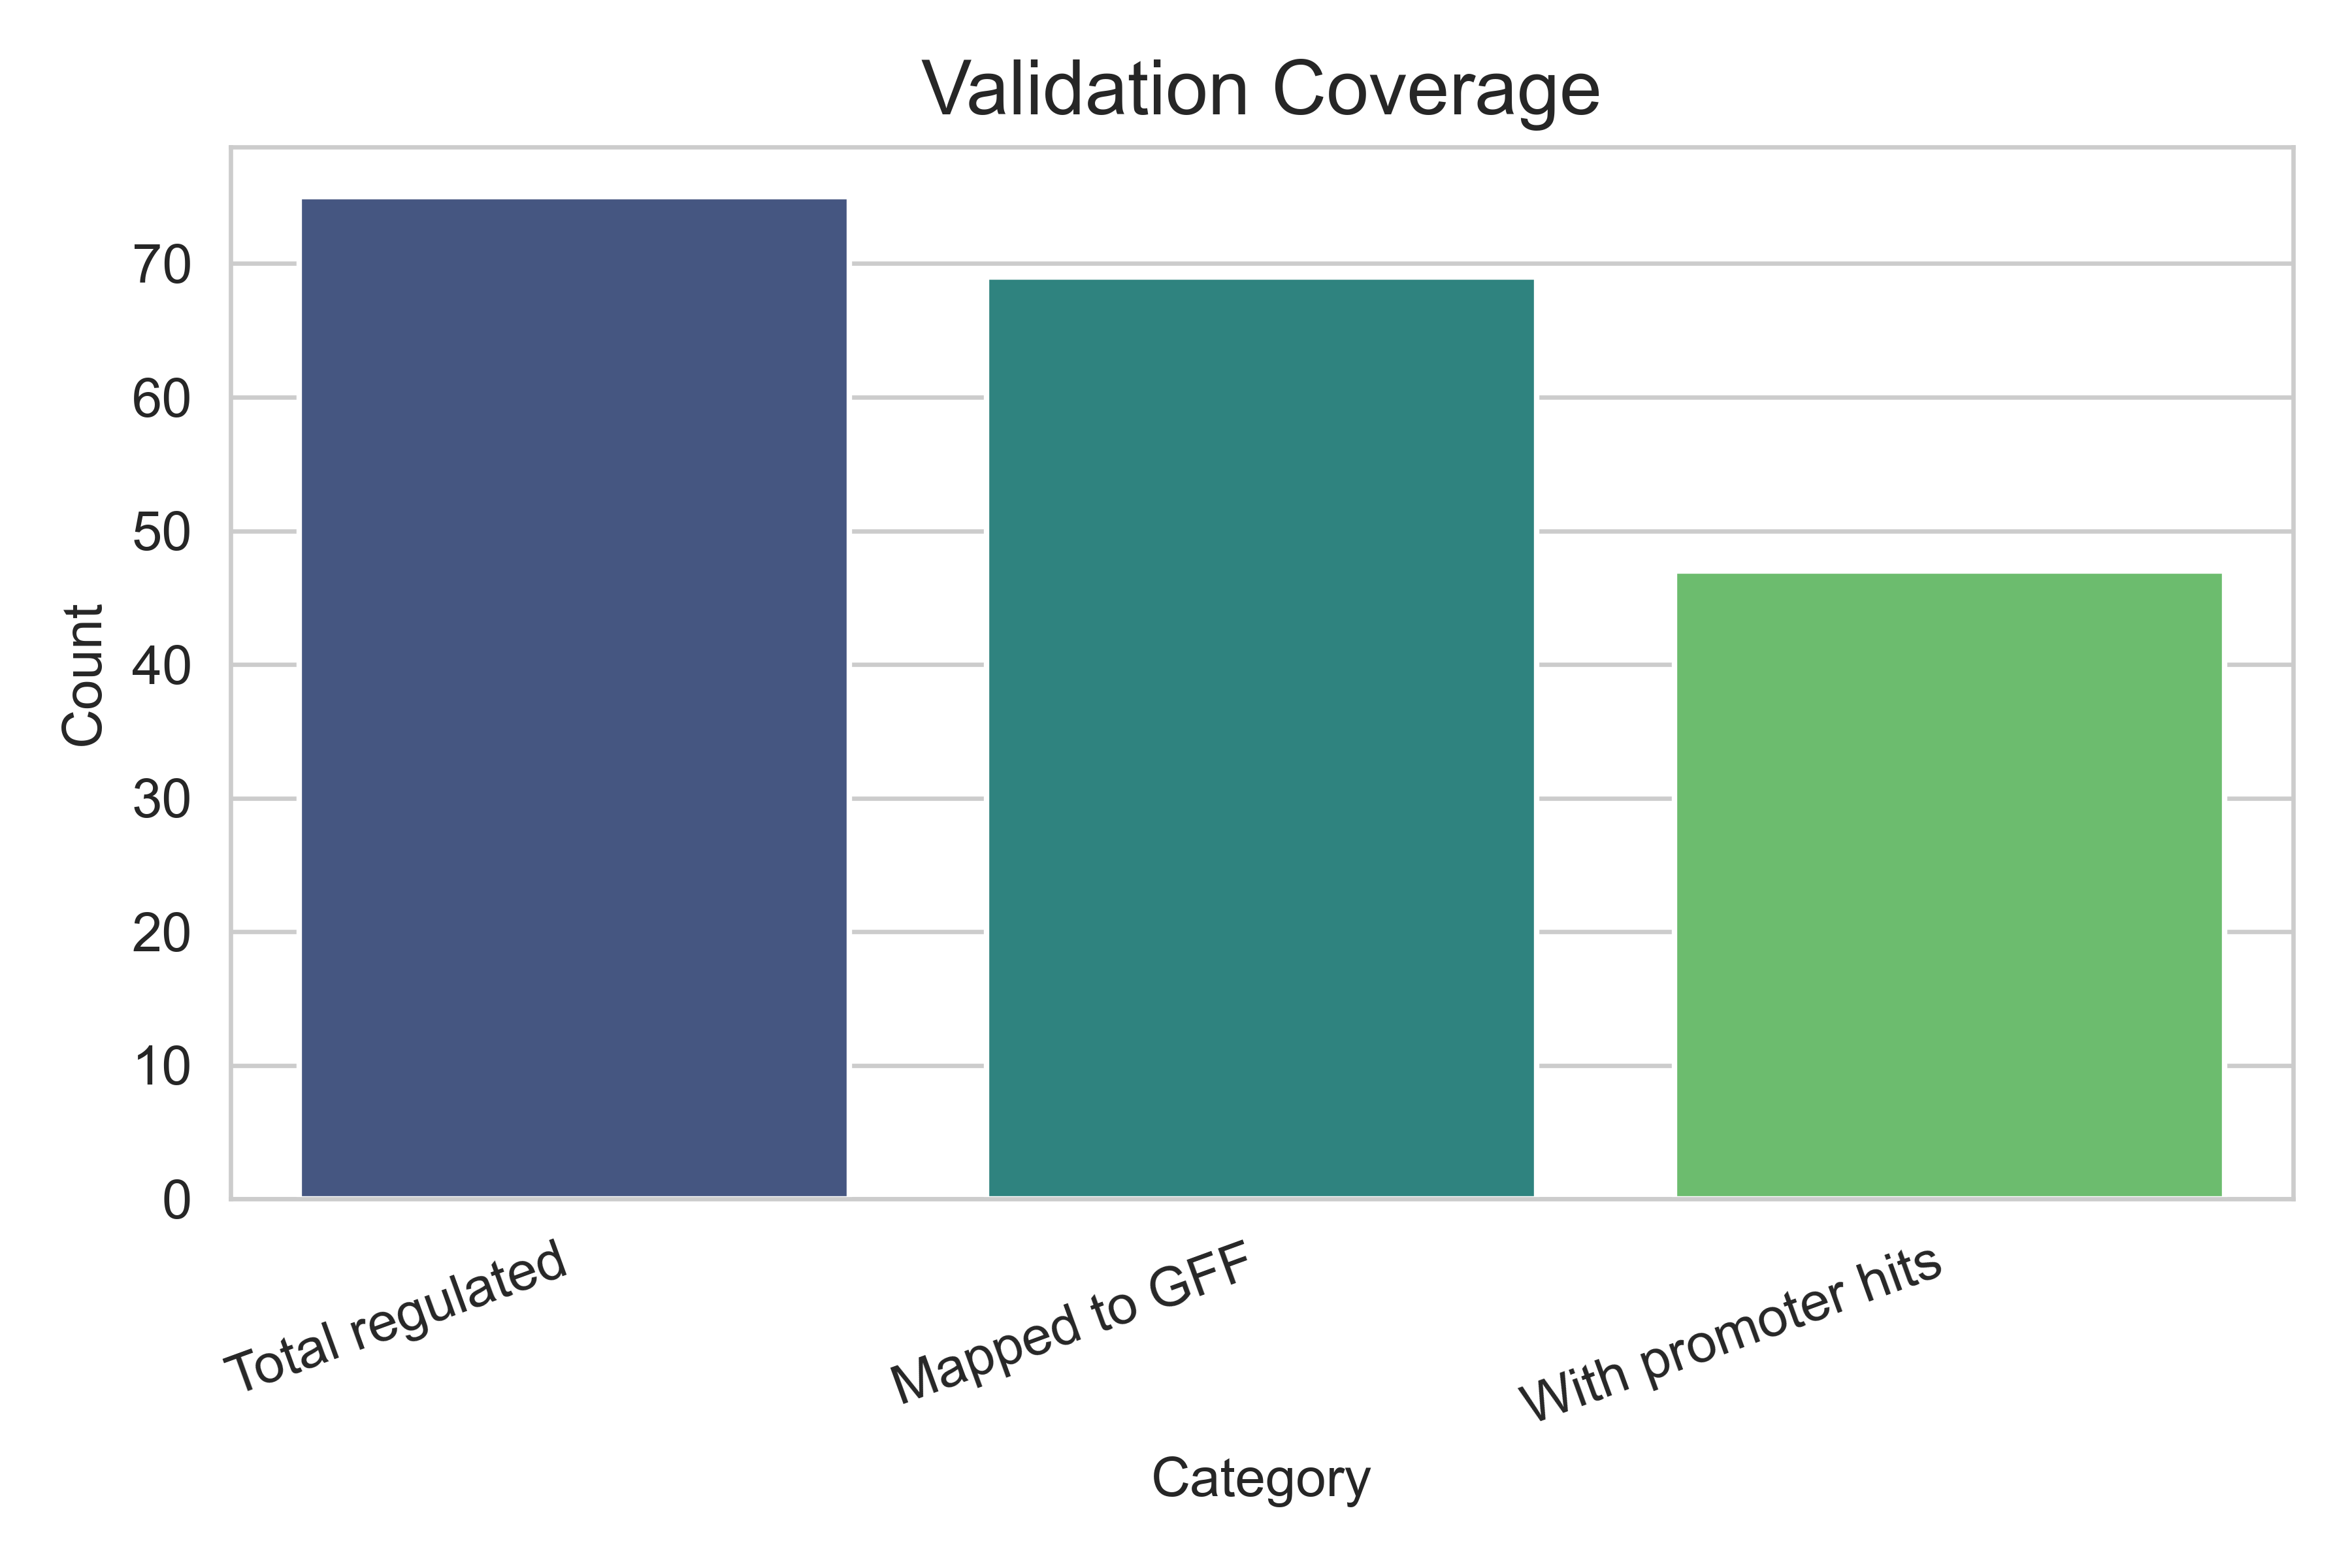 Validation Coverage
70
60
50
40
30
20
10
0
Count
Total regulated
Mapped to GFF
With promoter hits
Category